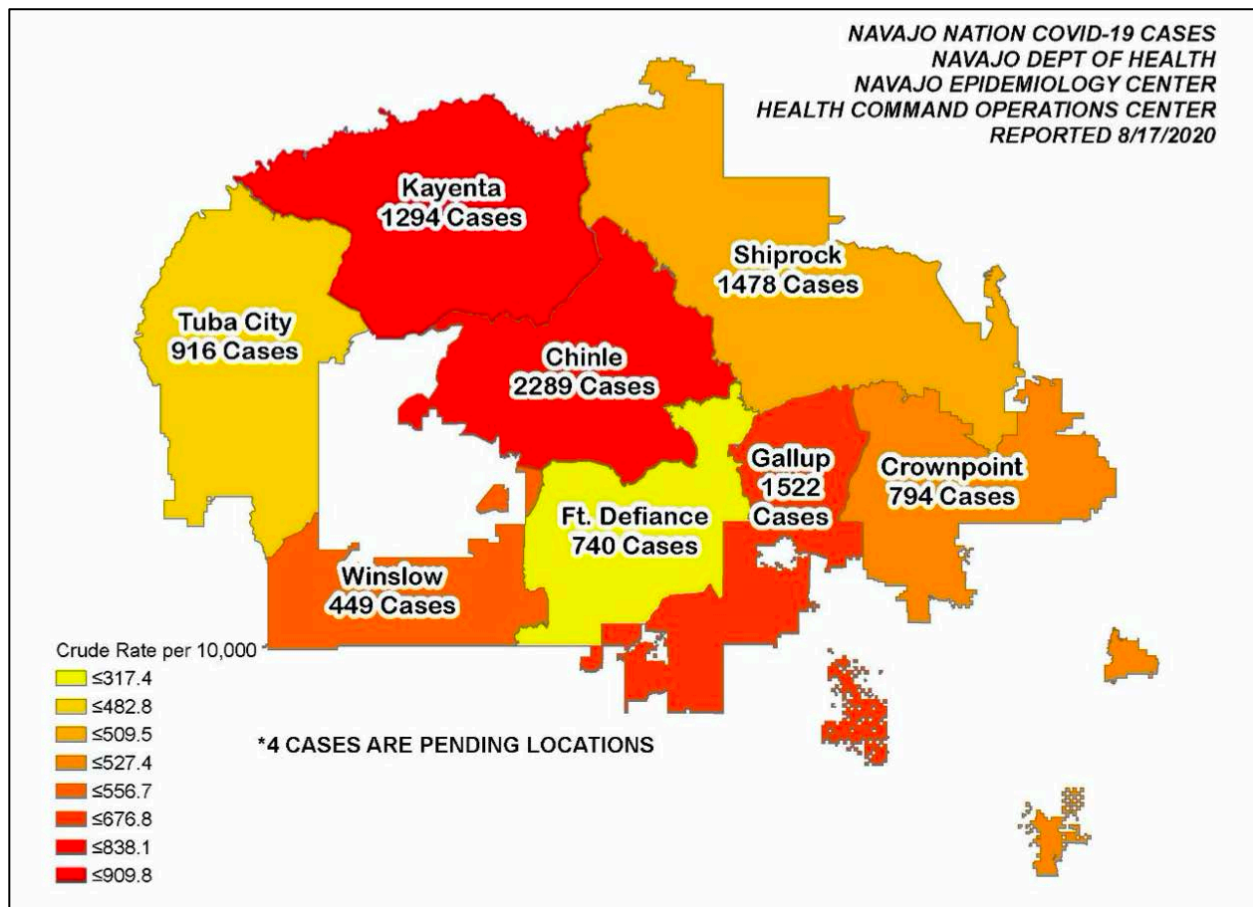 NAVAJO NATION COVID-19 CASES
NAVAJO DEPT OF HEALTH
NAVAJO EPIDEMIOLOGY CENTER
HEALTH COMMAND OPERATIONS CENTER
REPORTED 8/17/2020
Kayenta
1294 Cases
Shiprock
1478 Cases
Tuba City
916 Cases
Chinle
2289 Cases
Gallup
1522
Cases
Crownpoint
794 Cases
Ft. Defiance
740 Cases
Winslow
449 Cases
Crude Rate per 10,000
≤317.4
≤482.8
≤509.5
≤527.4
≤556.7
≤676.8
≤838.1
≤909.8
*4 CASES ARE PENDING LOCATIONS